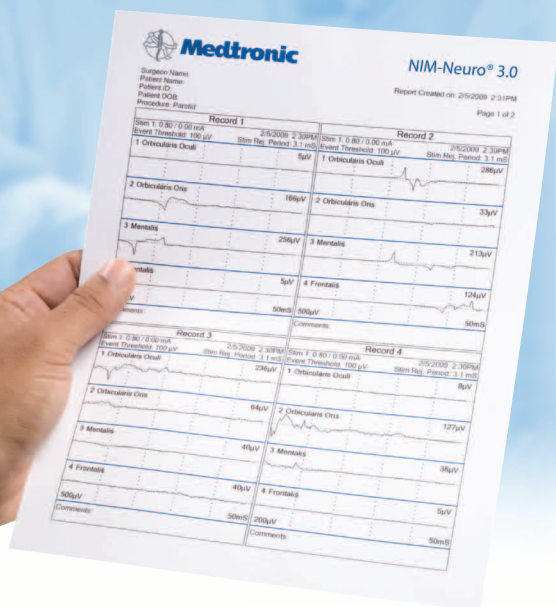 Medtronic
NIM-Neuro® 3.0
Surgeon Name:
Patient Name:
Patient ID:
Patient DOB:
Procedure: Parotid
Report Created on: 2/5/2009 2:31PM
Page 1 of 2
Record 1
Stim 1: 0.80 / 0.00 mA 2/5/2009 2:30PM
Event Threshold: 100 µV Stim Rej. Period: 3.1 mS
1 Orbicularis Oculi 5µV
2 Orbicularis Oris 166µV
3 Mentalis 256µV
ontalis 5µV
V 50mS
Comments:
Record 2
Stim 1: 0.80 / 0.00 mA 2/5/2009 2:30PM
Event Threshold: 100 µV Stim Rej. Period: 3.1 mS
1 Orbicularis Oculi 286µV
2 Orbicularis Oris 33µV
3 Mentalis 213µV
4 Frontalis 124µV
500µV 50mS
Comments:
Record 3
Stim 1: 0.80 / 0.00 mA 2/5/2009 2:30PM
Event Threshold: 100 µV Stim Rej. Period: 3.1 mS
1 Orbicularis Oculi 236µV
2 Orbicularis Oris 64µV
3 Mentalis 40µV
4 Frontalis 40µV
500µV 50mS
Comments:
Record 4
Stim 1: 0.80 / 0.00 mA 2/5/2009 2:30PM
Event Threshold: 100 µV Stim Rej. Period: 3.1 mS
1 Orbicularis Oculi 8µV
2 Orbicularis Oris 127µV
3 Mentalis 36µV
4 Frontalis 5µV
200µV 50mS
Comments: